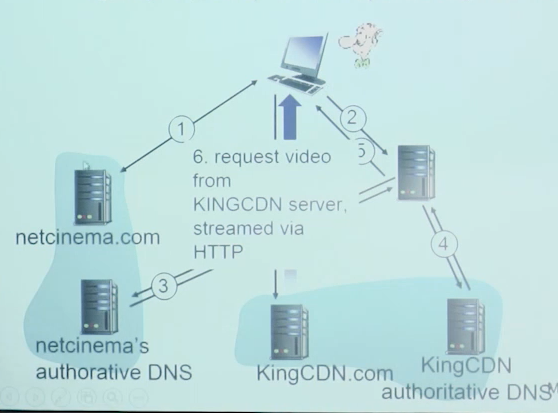 1
2
5
6. request video
from
KINGCDN server,
streamed via
HTTP
netcinema.com
4
3
netcinema's
authorative DNS
KingCDN.com
KingCDN
authoritative DNS